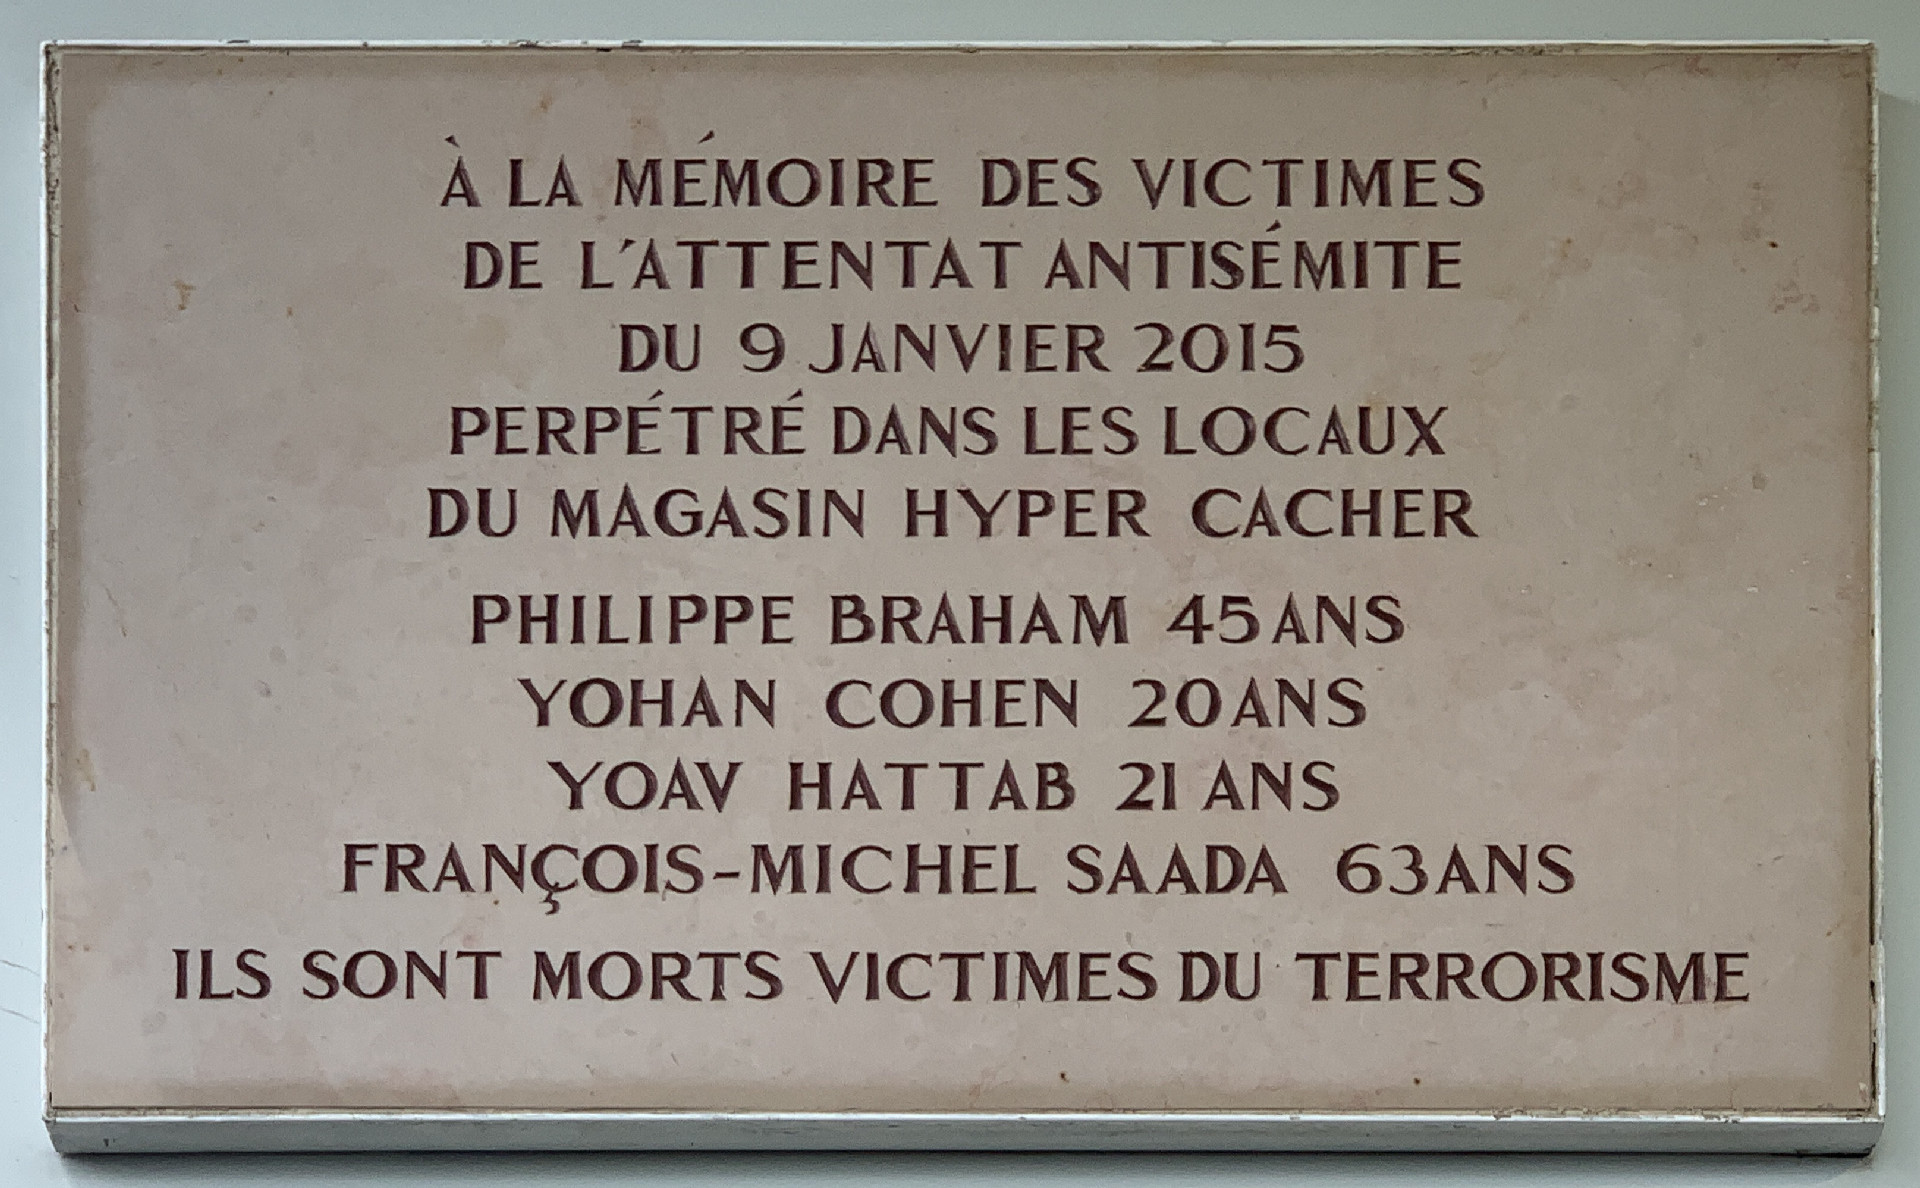 À LA MÉMOIRE DES VICTIMES
DE L'ATTENTAT ANTISÉMITE
DU 9 JANVIER 2015
PERPÉTRÉ DANS LES LOCAUX
DU MAGASIN HYPER CACHER
PHILIPPE BRAHAM 45 ANS
YOHAN COHEN 20 ANS
YOAV HATTAB 21 ANS
FRANÇOIS-MICHEL SAADA 63 ANS
ILS SONT MORTS VICTIMES DU TERRORISME